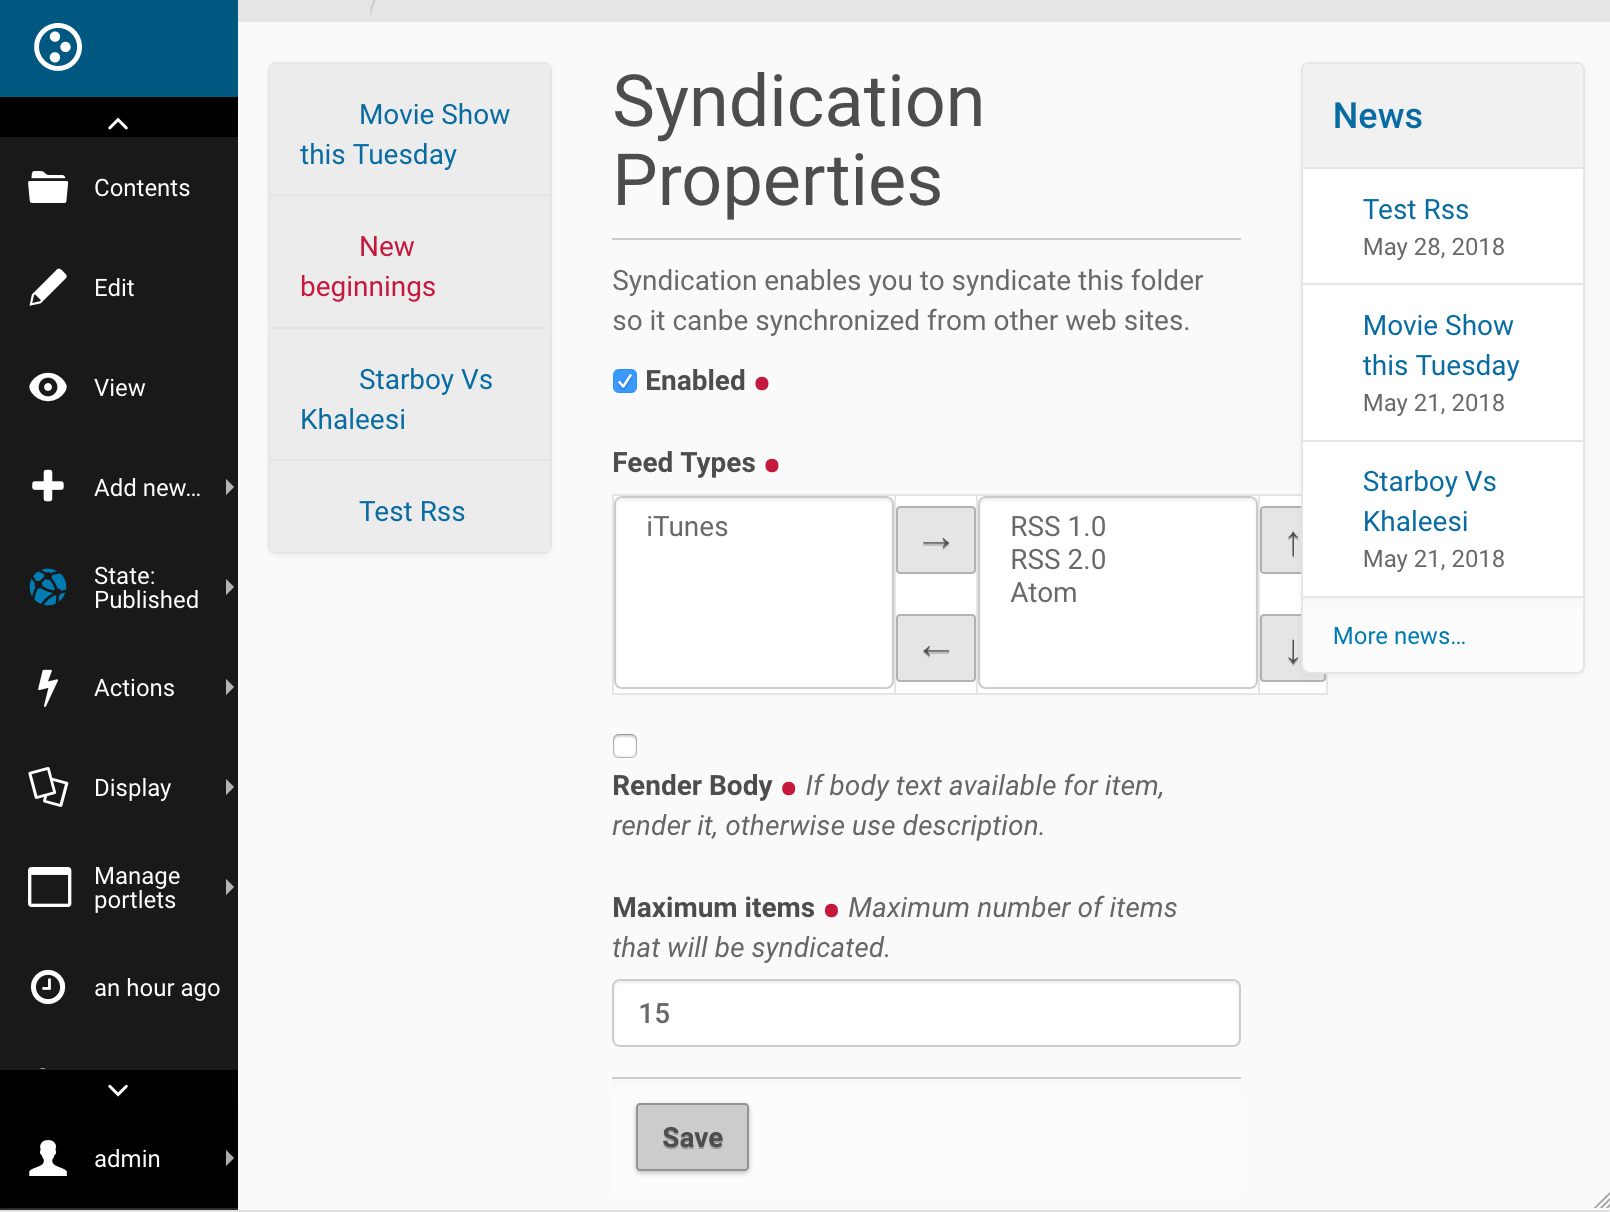 Contents
Edit
View
Add new...
State:
Published
Actions
Display
Manage
portlets
an hour ago
admin
Movie Show
this Tuesday
New
beginnings
Starboy Vs
Khaleesi
Test Rss
Syndication
Properties
Syndication enables you to syndicate this folder
so it canbe synchronized from other web sites.
Enabled
Feed Types
iTunes
→
←
RSS 1.0
RSS 2.0
Atom
↑
↓
Render Body If body text available for item,
render it, otherwise use description.
Maximum items Maximum number of items
that will be syndicated.
15
Save
News
Test Rss
May 28, 2018
Movie Show
this Tuesday
May 21, 2018
Starboy Vs
Khaleesi
May 21, 2018
More news...